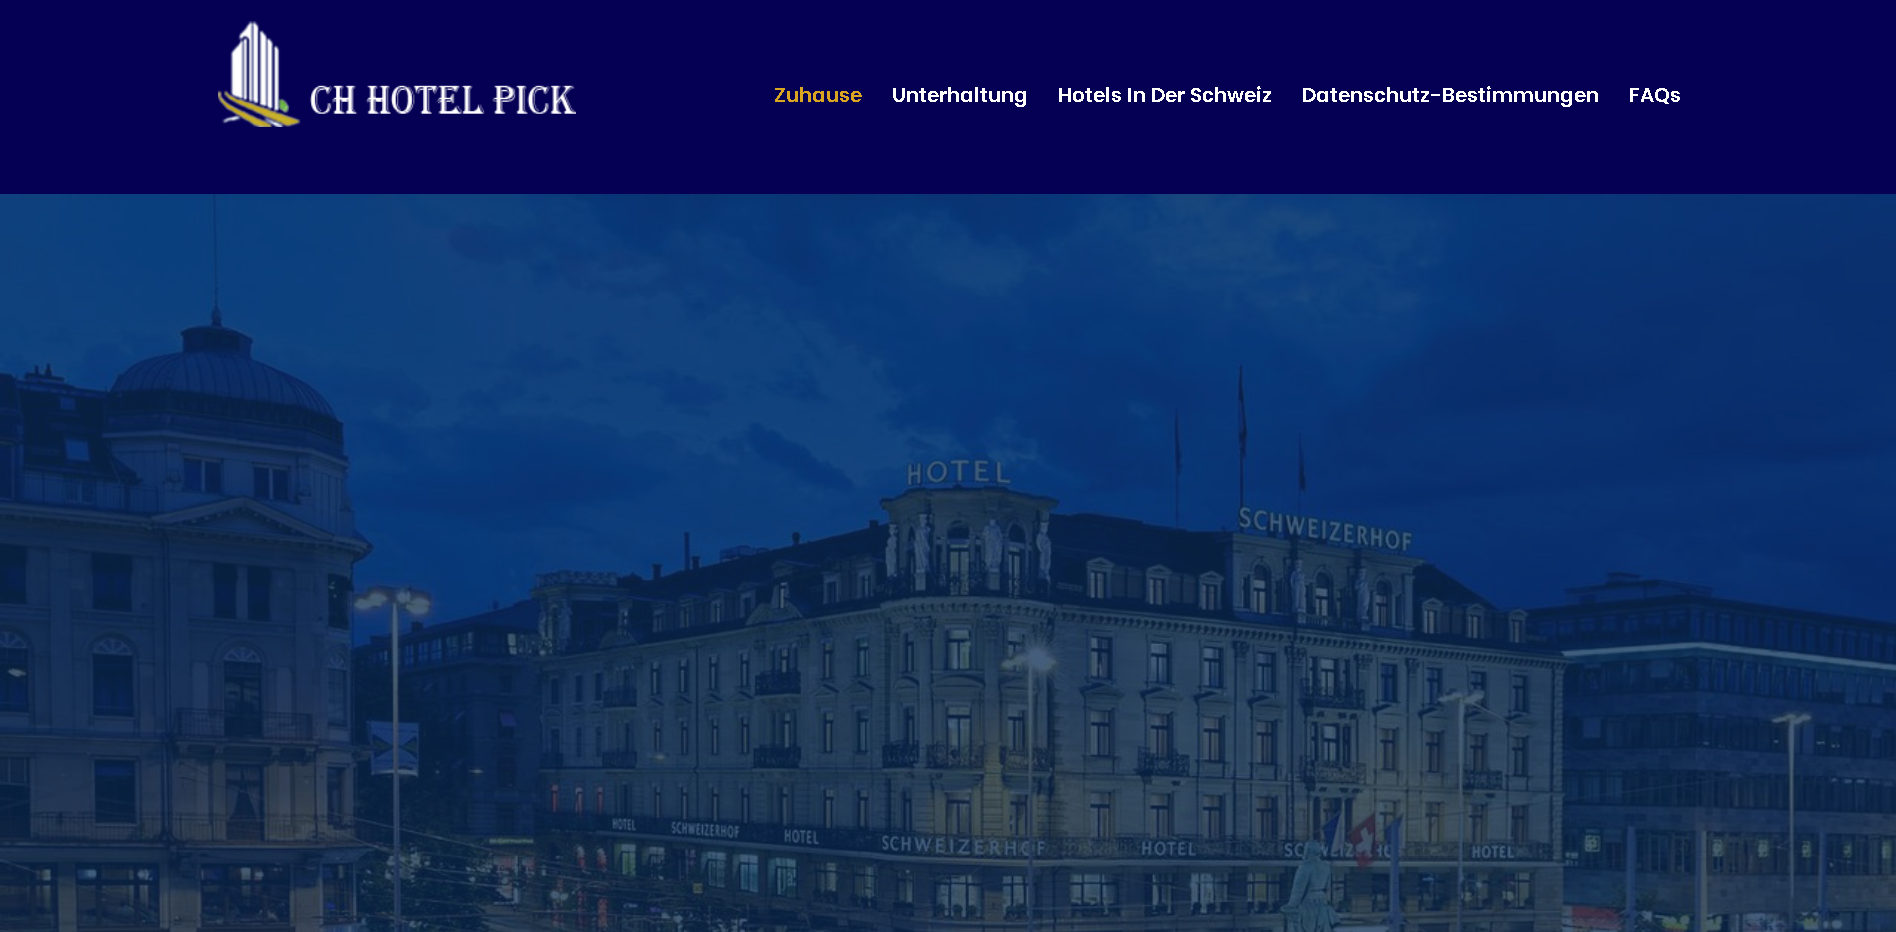 CH HOTEL PICK
Zuhause Unterhaltung Hotels In Der Schweiz Datenschutz-Bestimmungen FAQs
HOTEL
SCHWEIZERHOF
HOTEL SCHWEIZERHOF HOTEL SCHWEIZERHOF HOTEL SCHWEIZERHOF HOTEL